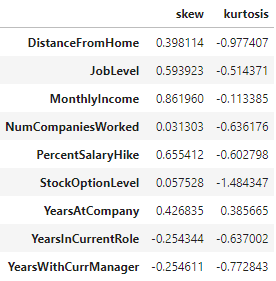 skew kurtosis
DistanceFromHome 0.398114 -0.977407
JobLevel 0.593923 -0.514371
MonthlyIncome 0.861960 -0.113385
NumCompaniesWorked 0.031303 -0.636176
PercentSalaryHike 0.655412 -0.602798
StockOptionLevel 0.057528 -1.484347
YearsAtCompany 0.426835 0.385665
YearsInCurrentRole -0.254344 -0.637002
YearsWithCurrManager -0.254611 -0.772843